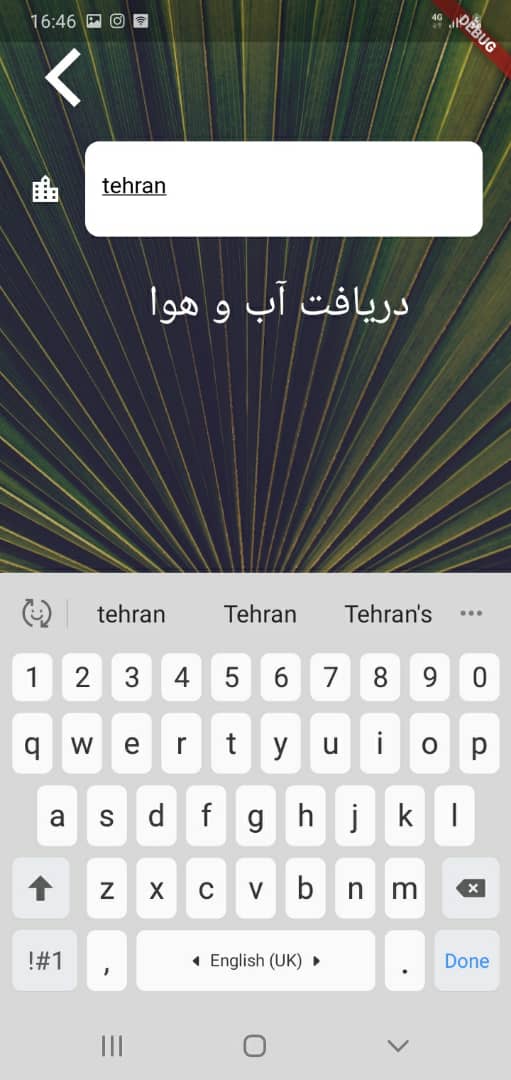 16:46
4G
DEBUG
tehran
دریافت آب و هوا
tehran Tehran Tehran's
1 2 3 4 5 6 7 8 9 0
q w e r t y u i o p
a s d f g h j k l
z x c v b n m
!#1 , English (UK) . Done